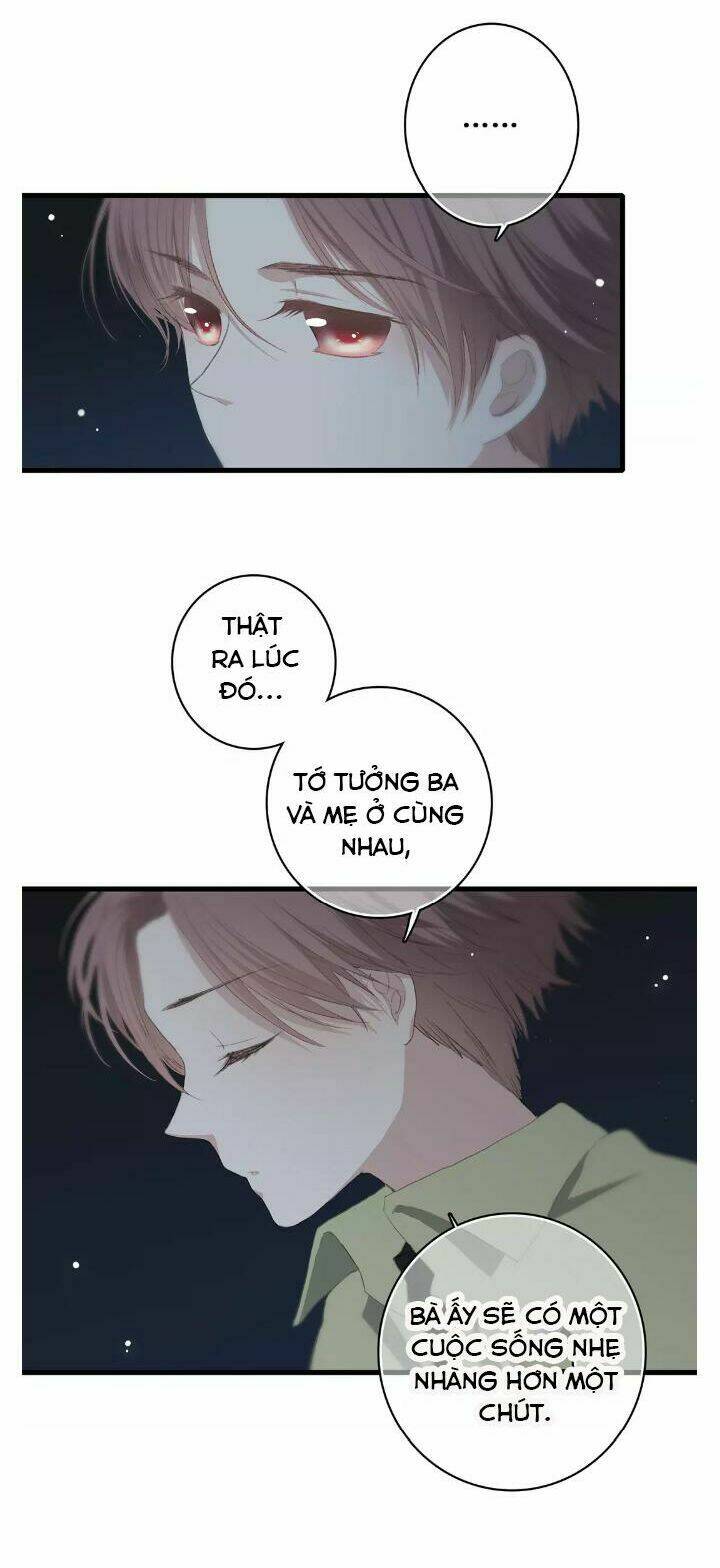 ......
THẬT
RA LÚC
ĐÓ...
TỚ TƯỞNG BA
VÀ MẸ Ở CÙNG
NHAU,
BÀ ẤY SẼ CÓ MỘT
CUỘC SỐNG NHẸ
NHÀNG HƠN MỘT
CHÚT.